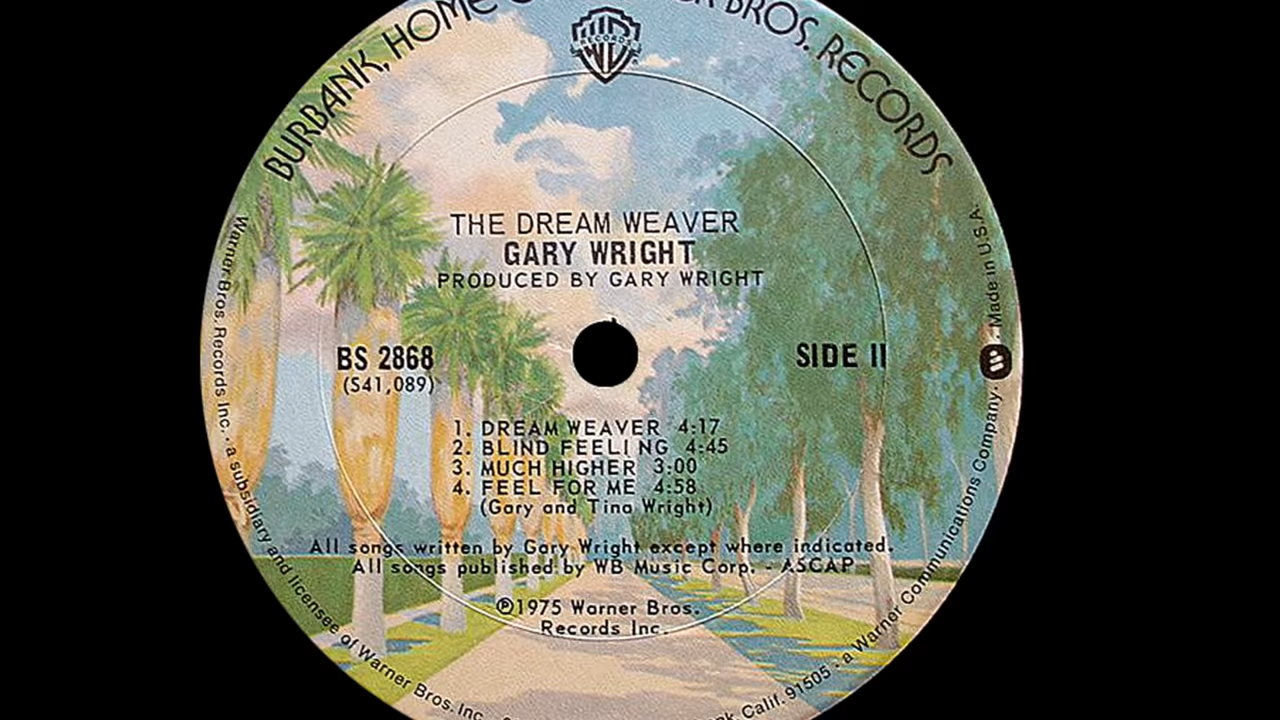 BURBANK, HOME BROS. RECORDS
W B
RECORDS
THE DREAM WEAVER
GARY WRIGHT
PRODUCED BY GARY WRIGHT
BS 2868
(S41,089)
SIDE II
1. DREAM WEAVER 4:17
2. BLIND FEELING 4:45
3. MUCH HIGHER 3:00
4. FEEL FOR ME 4:58
(Gary and Tina Wright)
All songs written by Gary Wright except where indicated.
All songs published by WB Music Corp. - ASCAP
℗1975 Warner Bros.
Records Inc.
Warner Bros. Records Inc. · a subsidiary and licensee of Warner Bros. Inc.
Calif. 91505 · a Warner Communications Company. · Made in U.S.A.